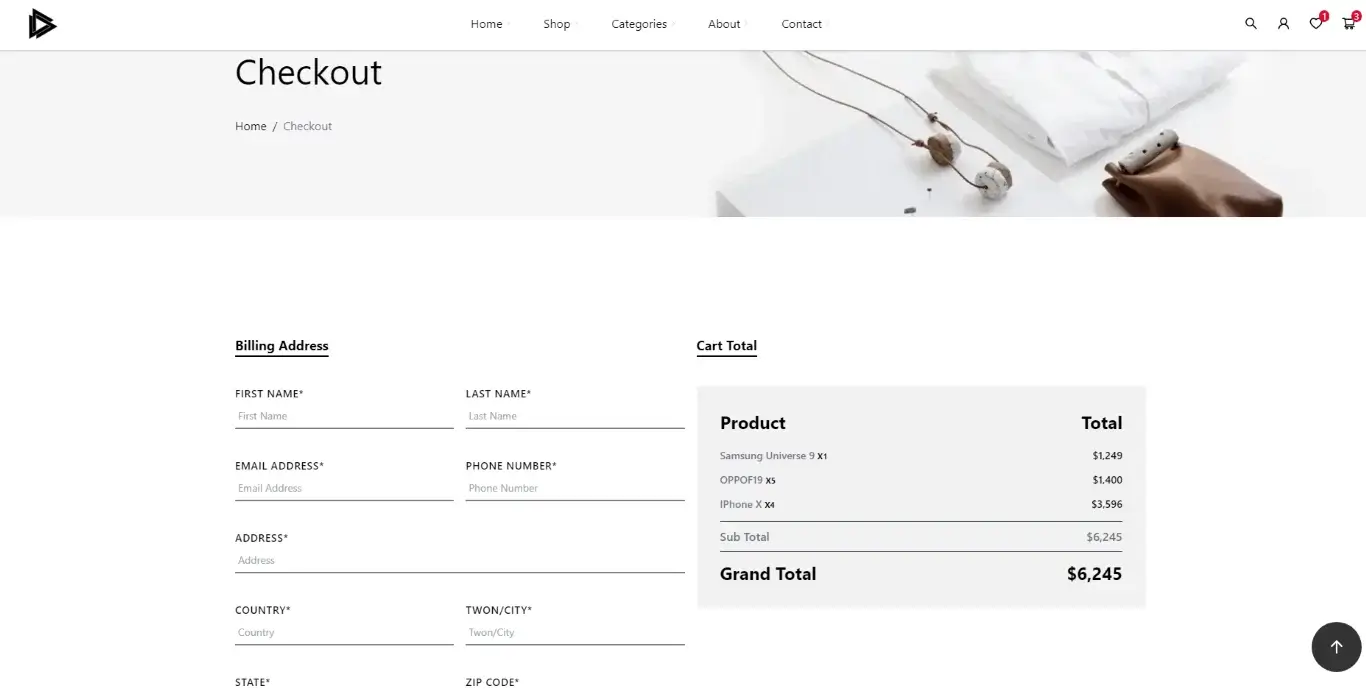 Home Shop Categories About Contact 1 3
Checkout
Home / Checkout
Billing Address
FIRST NAME* LAST NAME*
First Name Last Name
EMAIL ADDRESS* PHONE NUMBER*
Email Address Phone Number
ADDRESS*
Address
COUNTRY* TWON/CITY*
Country Twon/City
STATE* ZIP CODE*
Cart Total
Product Total
Samsung Universe 9 X1 $1,249
OPPOF19 X5 $1,400
IPhone X X4 $3,596
Sub Total $6,245
Grand Total $6,245